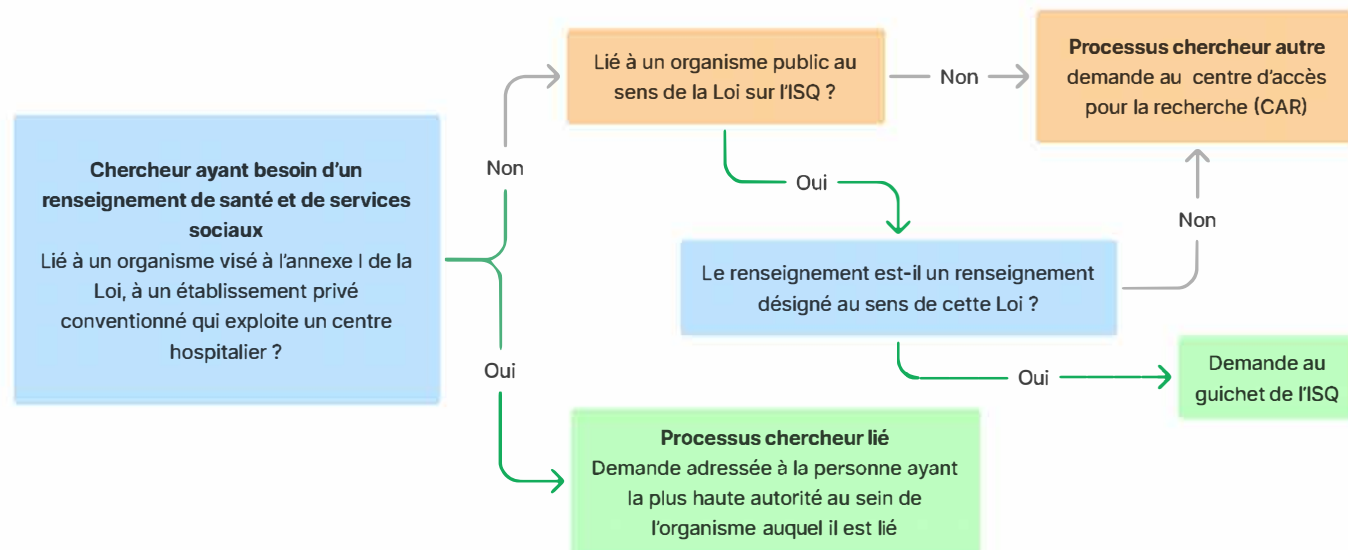 Chercheur ayant besoin d'un
renseignement de santé et de services
sociaux
Lié à un organisme visé à l'annexe I de la
Loi, à un établissement privé
conventionné qui exploite un centre
hospitalier ?
Non
Oui
Lié à un organisme public au
sens de la Loi sur l'ISQ ?
Non
Processus chercheur autre
demande au centre d'accès
pour la recherche (CAR)
Oui
Non
Le renseignement est-il un renseignement
désigné au sens de cette Loi ?
Oui
Demande au
guichet de l'ISQ
Processus chercheur lié
Demande adressée à la personne ayant
la plus haute autorité au sein de
l'organisme auquel il est lié